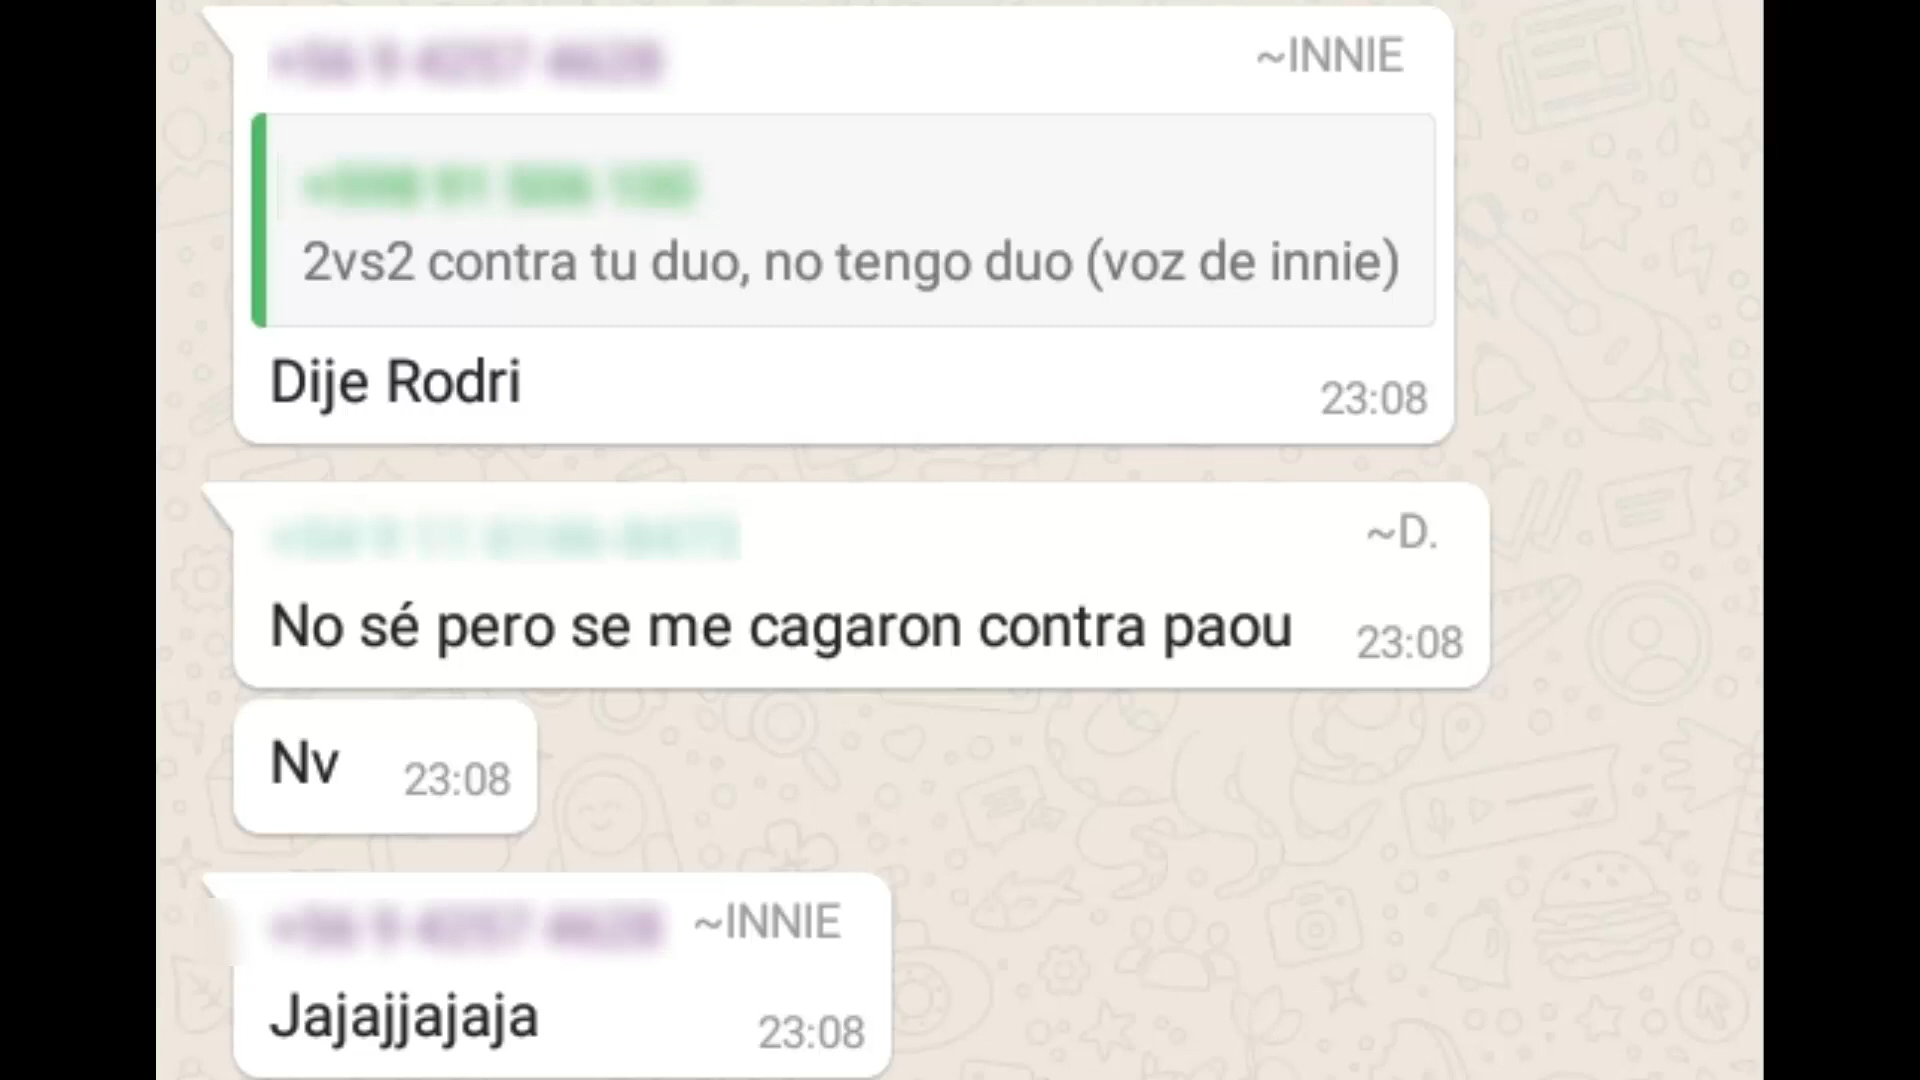 ~INNIE
2vs2 contra tu duo, no tengo duo (voz de innie)
Dije Rodri
23:08
~D.
No sé pero se me cagaron contra paou
23:08
Nv
23:08
~INNIE
Jajajjajaja
23:08